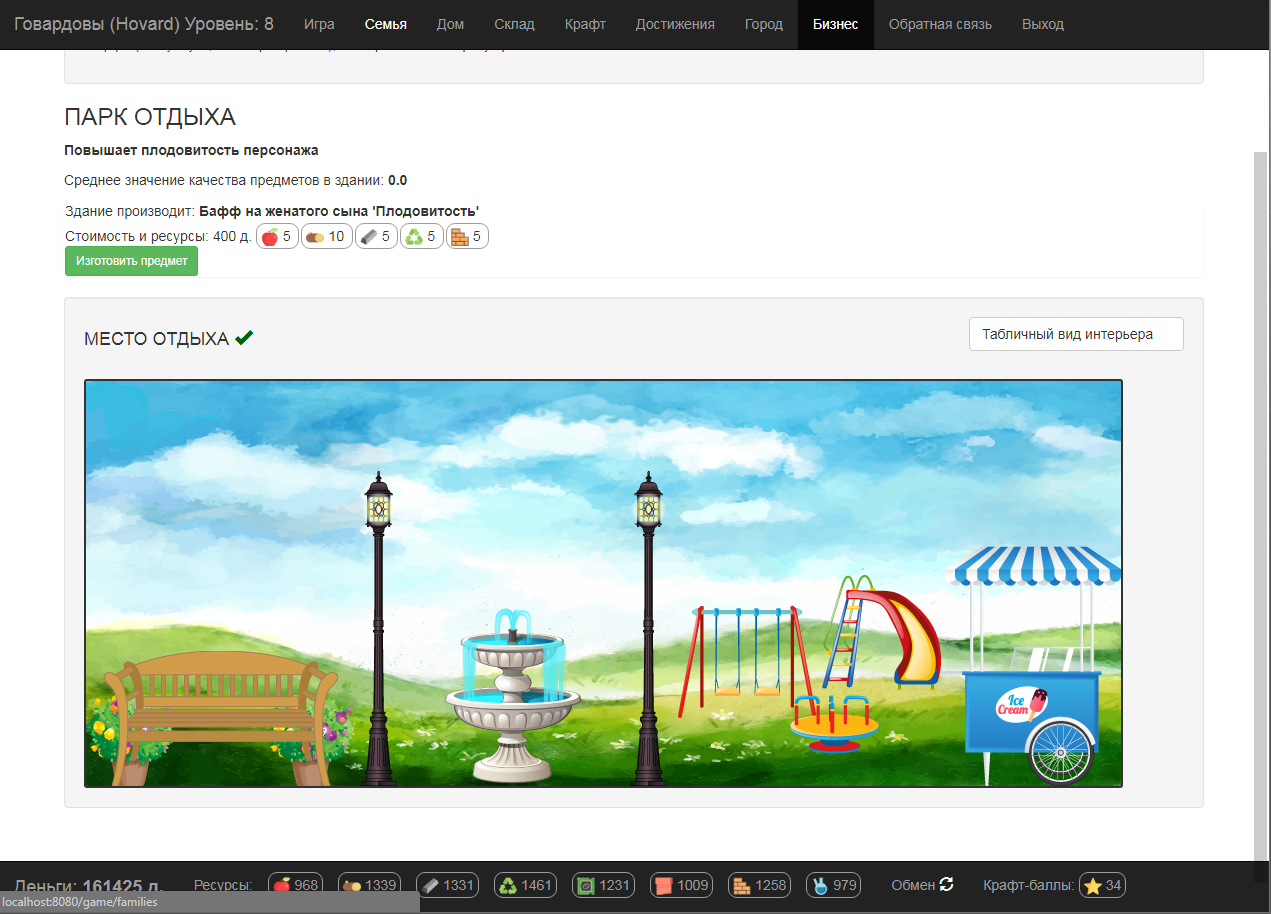 Говардовы (Hovard) Уровень: 8 Игра Семья Дом Склад Крафт Достижения Город Бизнес Обратная связь Выход
ПАРК ОТДЫХА
Повышает плодовитость персонажа
Среднее значение качества предметов в здании: 0.0
Здание производит: Бафф на женатого сына 'Плодовитость'
Стоимость и ресурсы: 400 д. 5 10 5 5 5
Изготовить предмет
МЕСТО ОТДЫХА
Табличный вид интерьера
Ice
Cream
Деньги: 161425 д. Ресурсы: 968 1339 1331 1461 1231 1009 1258 979 Обмен Крафт-баллы: 34
localhost:8080/game/families